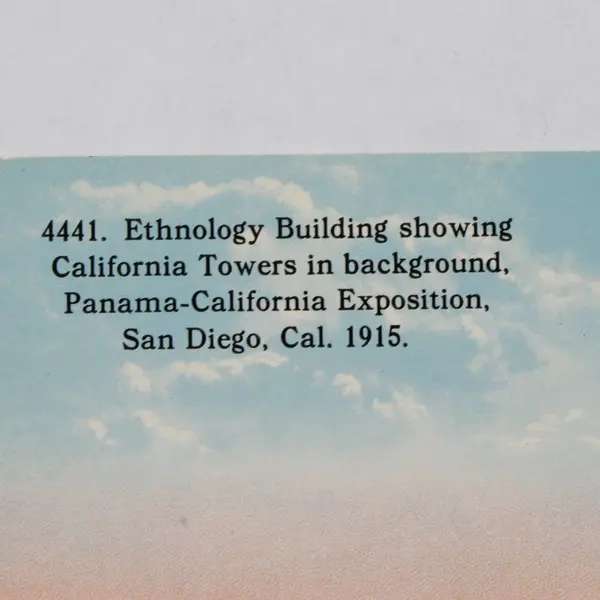 4441. Ethnology Building showing
California Towers in background,
Panama-California Exposition,
San Diego, Cal. 1915.